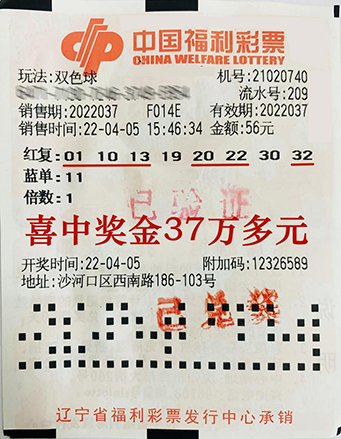 中国福利彩票
CHINA WELFARE LOTTERY
玩法:双色球 机号:21020740
流水号:209
销售期:2022037 F014E 有效期:2022037
销售时间:22-04-05 15:46:34 金额:56元
红复:01 10 13 19 20 22 30 32
蓝单:11
倍数:1
喜中奖金37万多元
开奖时间:22-04-05 附加码:12326589
地址:沙河口区西南路186-103号
已兑奖
辽宁省福利彩票发行中心承销